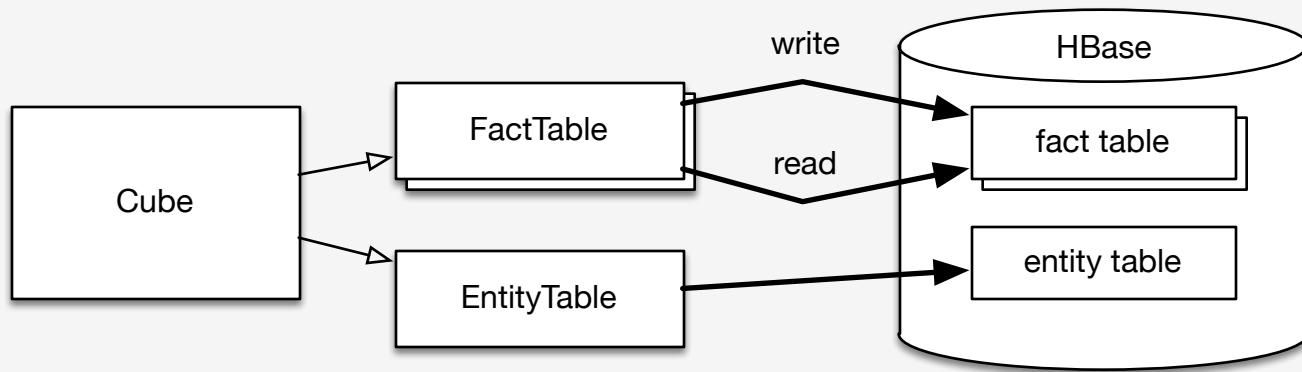 write
HBase
FactTable
fact table
read
Cube
entity table
EntityTable